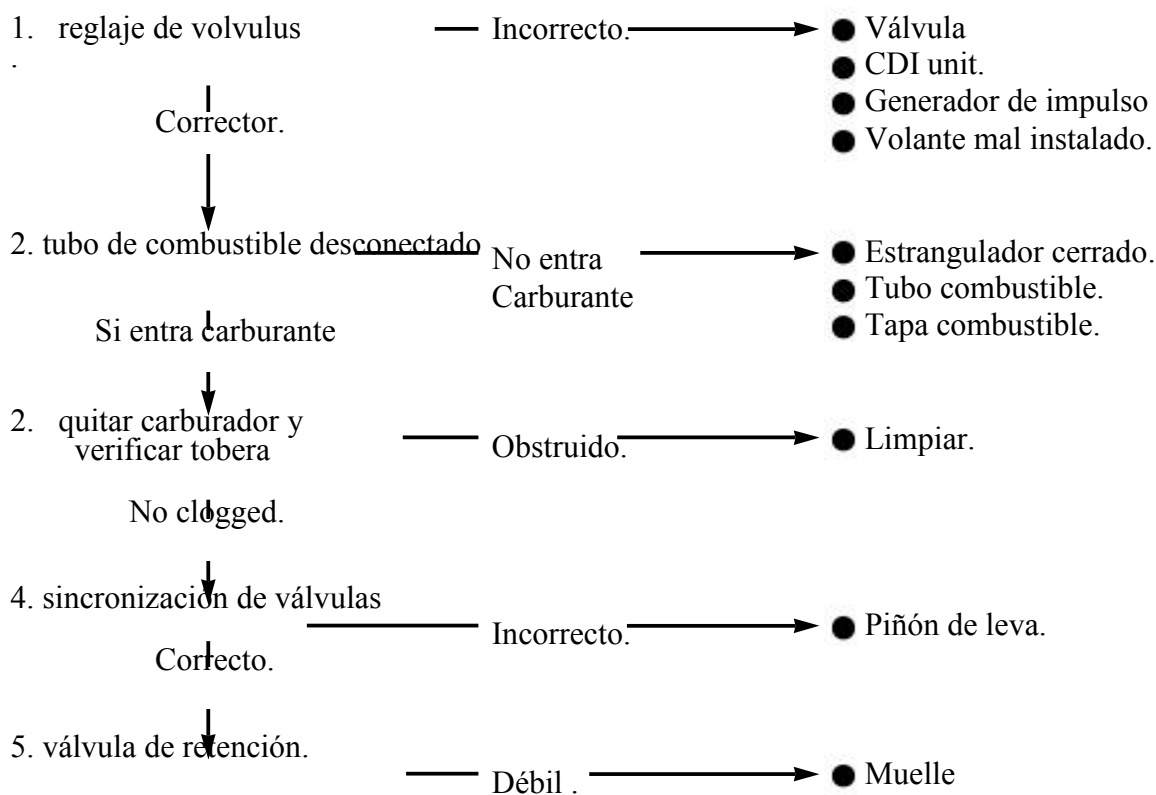 1. reglaje de volvulus Incorrecto. ● Válvula
.
● CDI unit.
● Generador de impulso
Corrector.
● Volante mal instalado.
2. tubo de combustible desconectado
No entra
Carburante
● Estrangulador cerrado.
● Tubo combustible.
● Tapa combustible.
Si entra carburante
2. quitar carburador y
verificar tobera
Obstruido. ● Limpiar.
No clogged.
4. sincronización de válvulas
Incorrecto. ● Piñón de leva.
Correcto.
5. válvula de retención.
Débil . ● Muelle